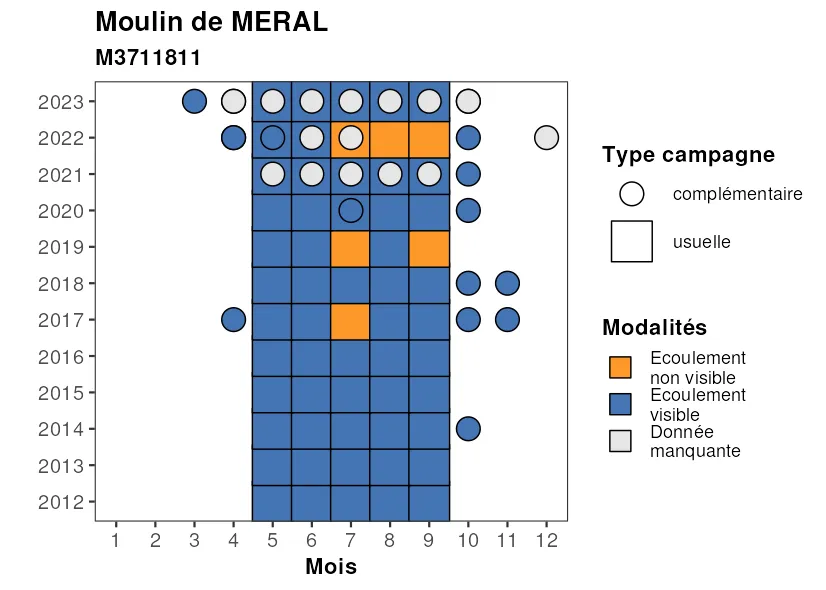 Moulin de MERAL
M3711811
2023
2022
2021
2020
2019
2018
2017
2016
2015
2014
2013
2012
1 2 3 4 5 6 7 8 9 10 11 12
Mois
Type campagne
complémentaire
usuelle
Modalités
Ecoulement
non visible
Ecoulement
visible
Donnée
manquante